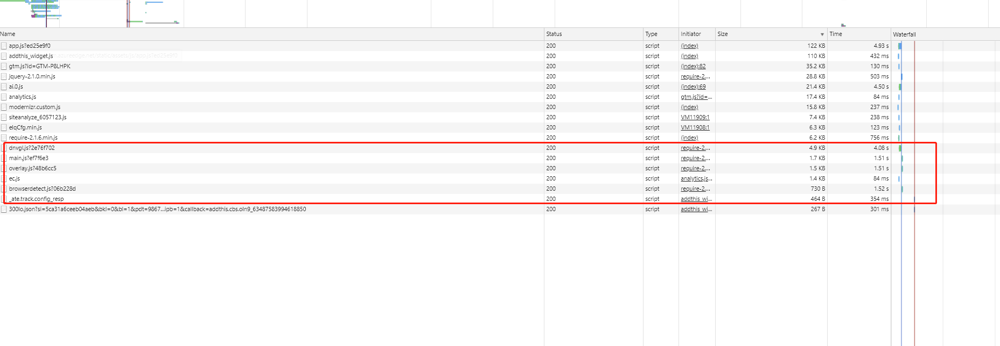 Name Status Type Initiator Size Time Waterfall
app.js?ed25e9f0 200 script (index) 122 KB 4.93 s
addthis_widget.js 200 script (index) 110 KB 432 ms
gtm.js?id=GTM-P8LHPK 200 script (index):82 35.2 KB 130 ms
jquery-2.1.0.min.js 200 script require-2.... 28.8 KB 503 ms
ai.0.js 200 script (index):69 21.4 KB 4.50 s
analytics.js 200 script gtm.js?id=... 17.4 KB 84 ms
modernizr.custom.js 200 script (index) 15.8 KB 237 ms
siteanalyze_6057123.js 200 script VM11909:1 7.4 KB 238 ms
elqCfg.min.js 200 script VM11908:1 6.3 KB 123 ms
require-2.1.6.min.js 200 script (index) 6.2 KB 756 ms
dnvgl.js?2e76f702 200 script require-2.... 4.9 KB 4.08 s
main.js?ef7f6e3 200 script require-2.... 1.7 KB 1.51 s
overlay.js?48b6cc5 200 script require-2.... 1.5 KB 1.51 s
ec.js 200 script analytics.js... 1.4 KB 84 ms
browserdetect.js?06b228d 200 script require-2.... 730 B 1.52 s
_ate.track.config_resp 200 script addthis_wi... 464 B 354 ms
300lo.json?si=5ca31a6ceeb04aeb&bkl=0&bl=1&pdt=9867...ipb=1&callback=addthis.cbs.oln9_63487583994618850 200 script addthis_wi... 267 B 301 ms